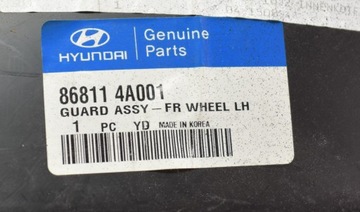 HYUNDAI
Genuine
Parts
86811 4A001
GUARD ASSY-FR WHEEL LH
1 PC YD MADE IN KOREA